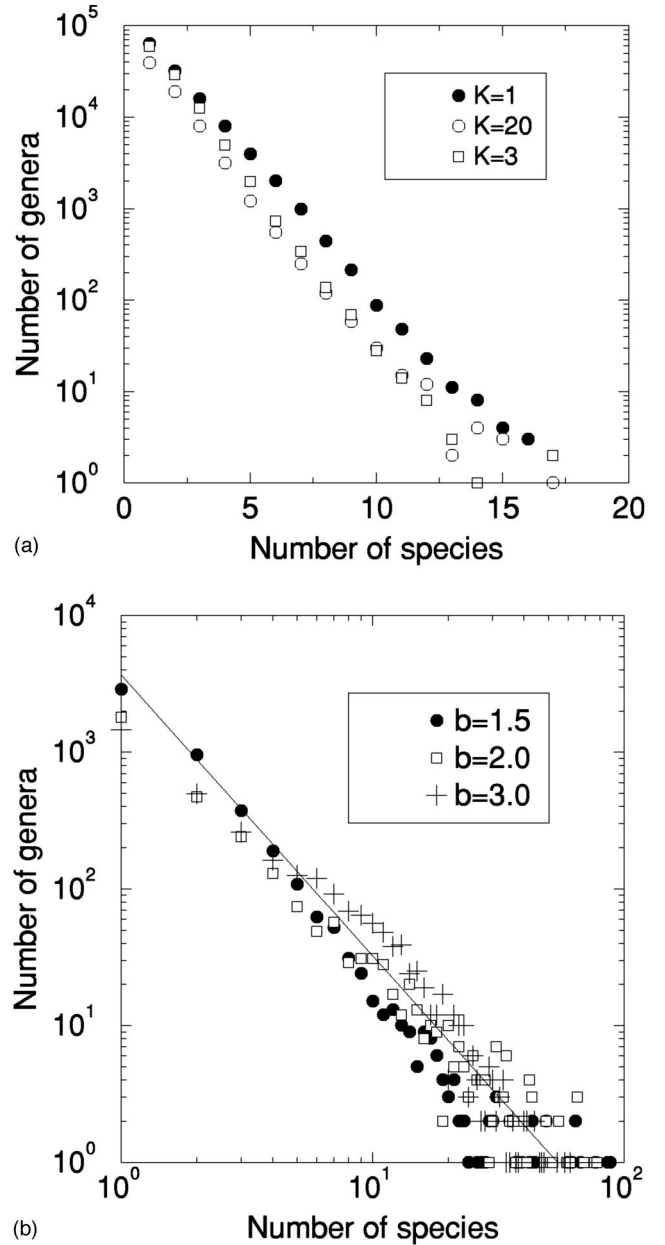 10^5
10^4
10^3
10^2
10^1
10^0
Number of genera
K=1
K=20
K=3
0 5 10 15 20
Number of species
(a)
10^4
10^3
10^2
10^1
10^0
Number of genera
b=1.5
b=2.0
b=3.0
10^0 10^1 10^2
Number of species
(b)